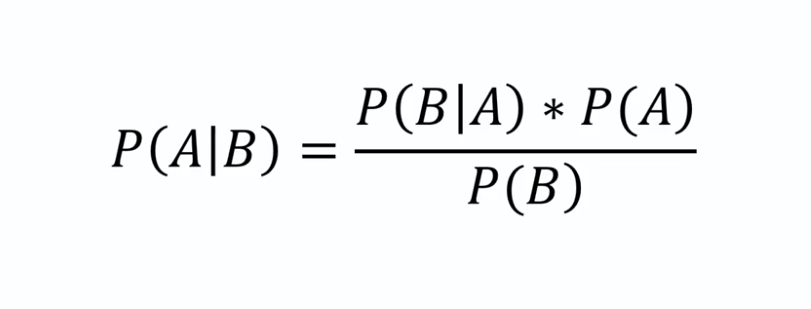 P(A|B) = P(B|A) * P(A)
P(B)